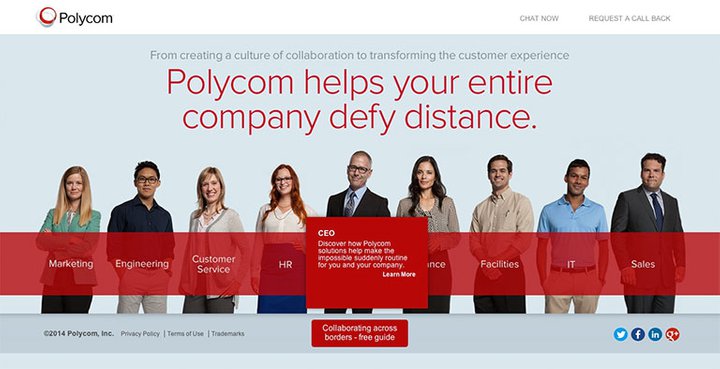 Polycom
CHAT NOW
REQUEST A CALL BACK
From creating a culture of collaboration to transforming the customer experience
Polycom helps your entire
company defy distance.
Marketing
Engineering
Customer
Service
HR
CEO
Discover how Polycom
solutions help make the
impossible suddenly routine
for you and your company.
Learn More
ance
Facilities
IT
Sales
©2014 Polycom, Inc.
Privacy Policy | Terms of Use | Trademarks
Collaborating across
borders - free guide